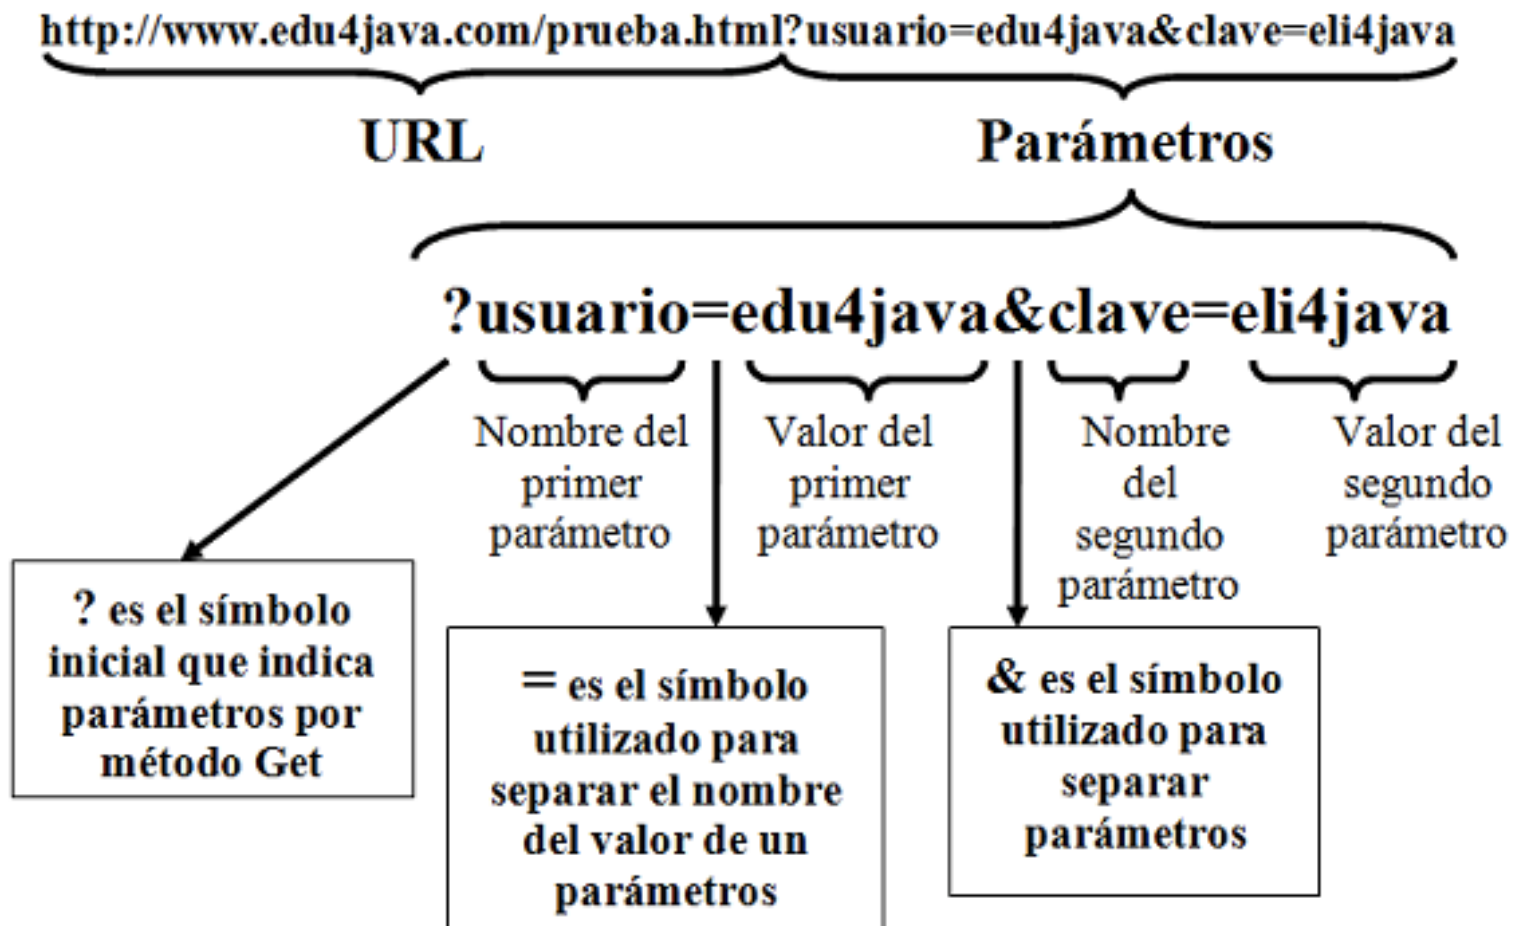 http://www.edu4java.com/prueba.html?usuario=edu4java&clave=eli4java
URL
Parámetros
?usuario=edu4java&clave=eli4java
Nombre del
primer
parámetro
Valor del
primer
parámetro
Nombre
del
segundo
parámetro
Valor del
segundo
parámetro
? es el símbolo
inicial que indica
parámetros por
método Get
= es el símbolo
utilizado para
separar el nombre
del valor de un
parámetros
& es el símbolo
utilizado para
separar
parámetros